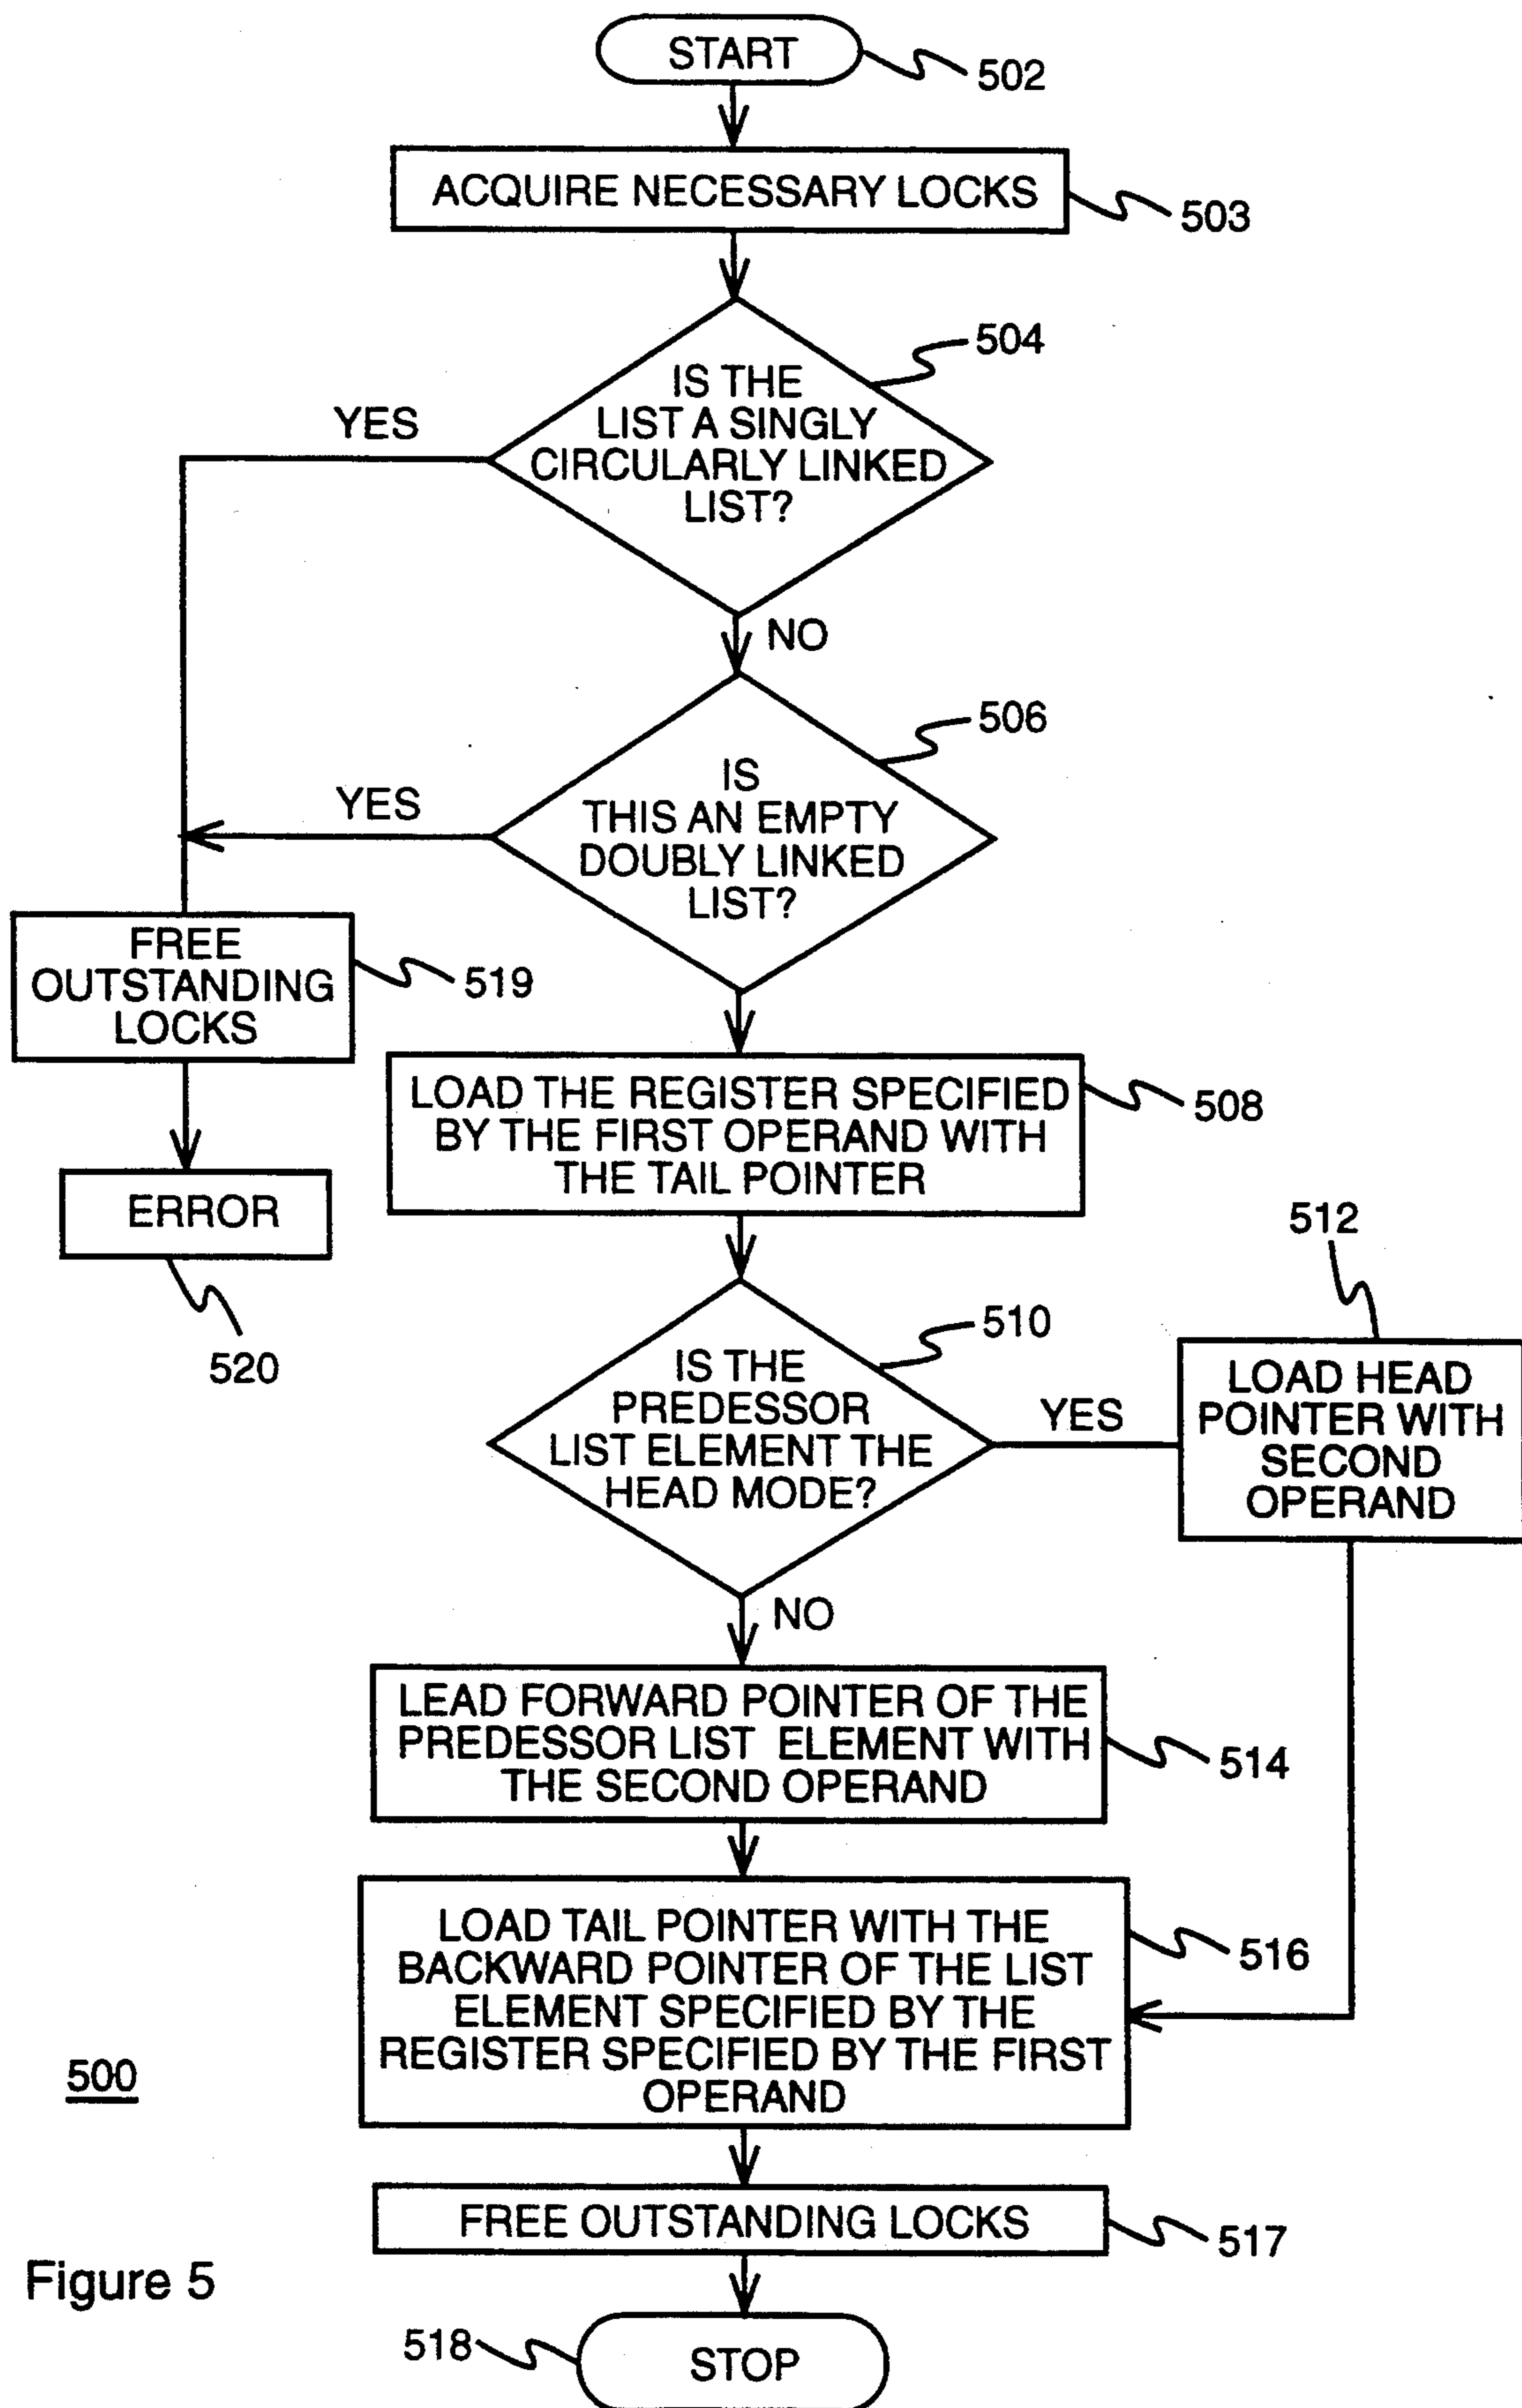 START
502
ACQUIRE NECESSARY LOCKS
503
504
IS THE
LIST A SINGLY
CIRCULARLY LINKED
LIST?
YES
NO
506
IS
THIS AN EMPTY
DOUBLY LINKED
LIST?
YES
FREE
OUTSTANDING
LOCKS
519
LOAD THE REGISTER SPECIFIED
BY THE FIRST OPERAND WITH
THE TAIL POINTER
508
ERROR
520
512
510
IS THE
PREDESSOR
LIST ELEMENT THE
HEAD MODE?
YES
LOAD HEAD
POINTER WITH
SECOND
OPERAND
NO
LEAD FORWARD POINTER OF THE
PREDESSOR LIST ELEMENT WITH
THE SECOND OPERAND
514
LOAD TAIL POINTER WITH THE
BACKWARD POINTER OF THE LIST
ELEMENT SPECIFIED BY THE
REGISTER SPECIFIED BY THE FIRST
OPERAND
516
500
FREE OUTSTANDING LOCKS
517
Figure 5
518
STOP